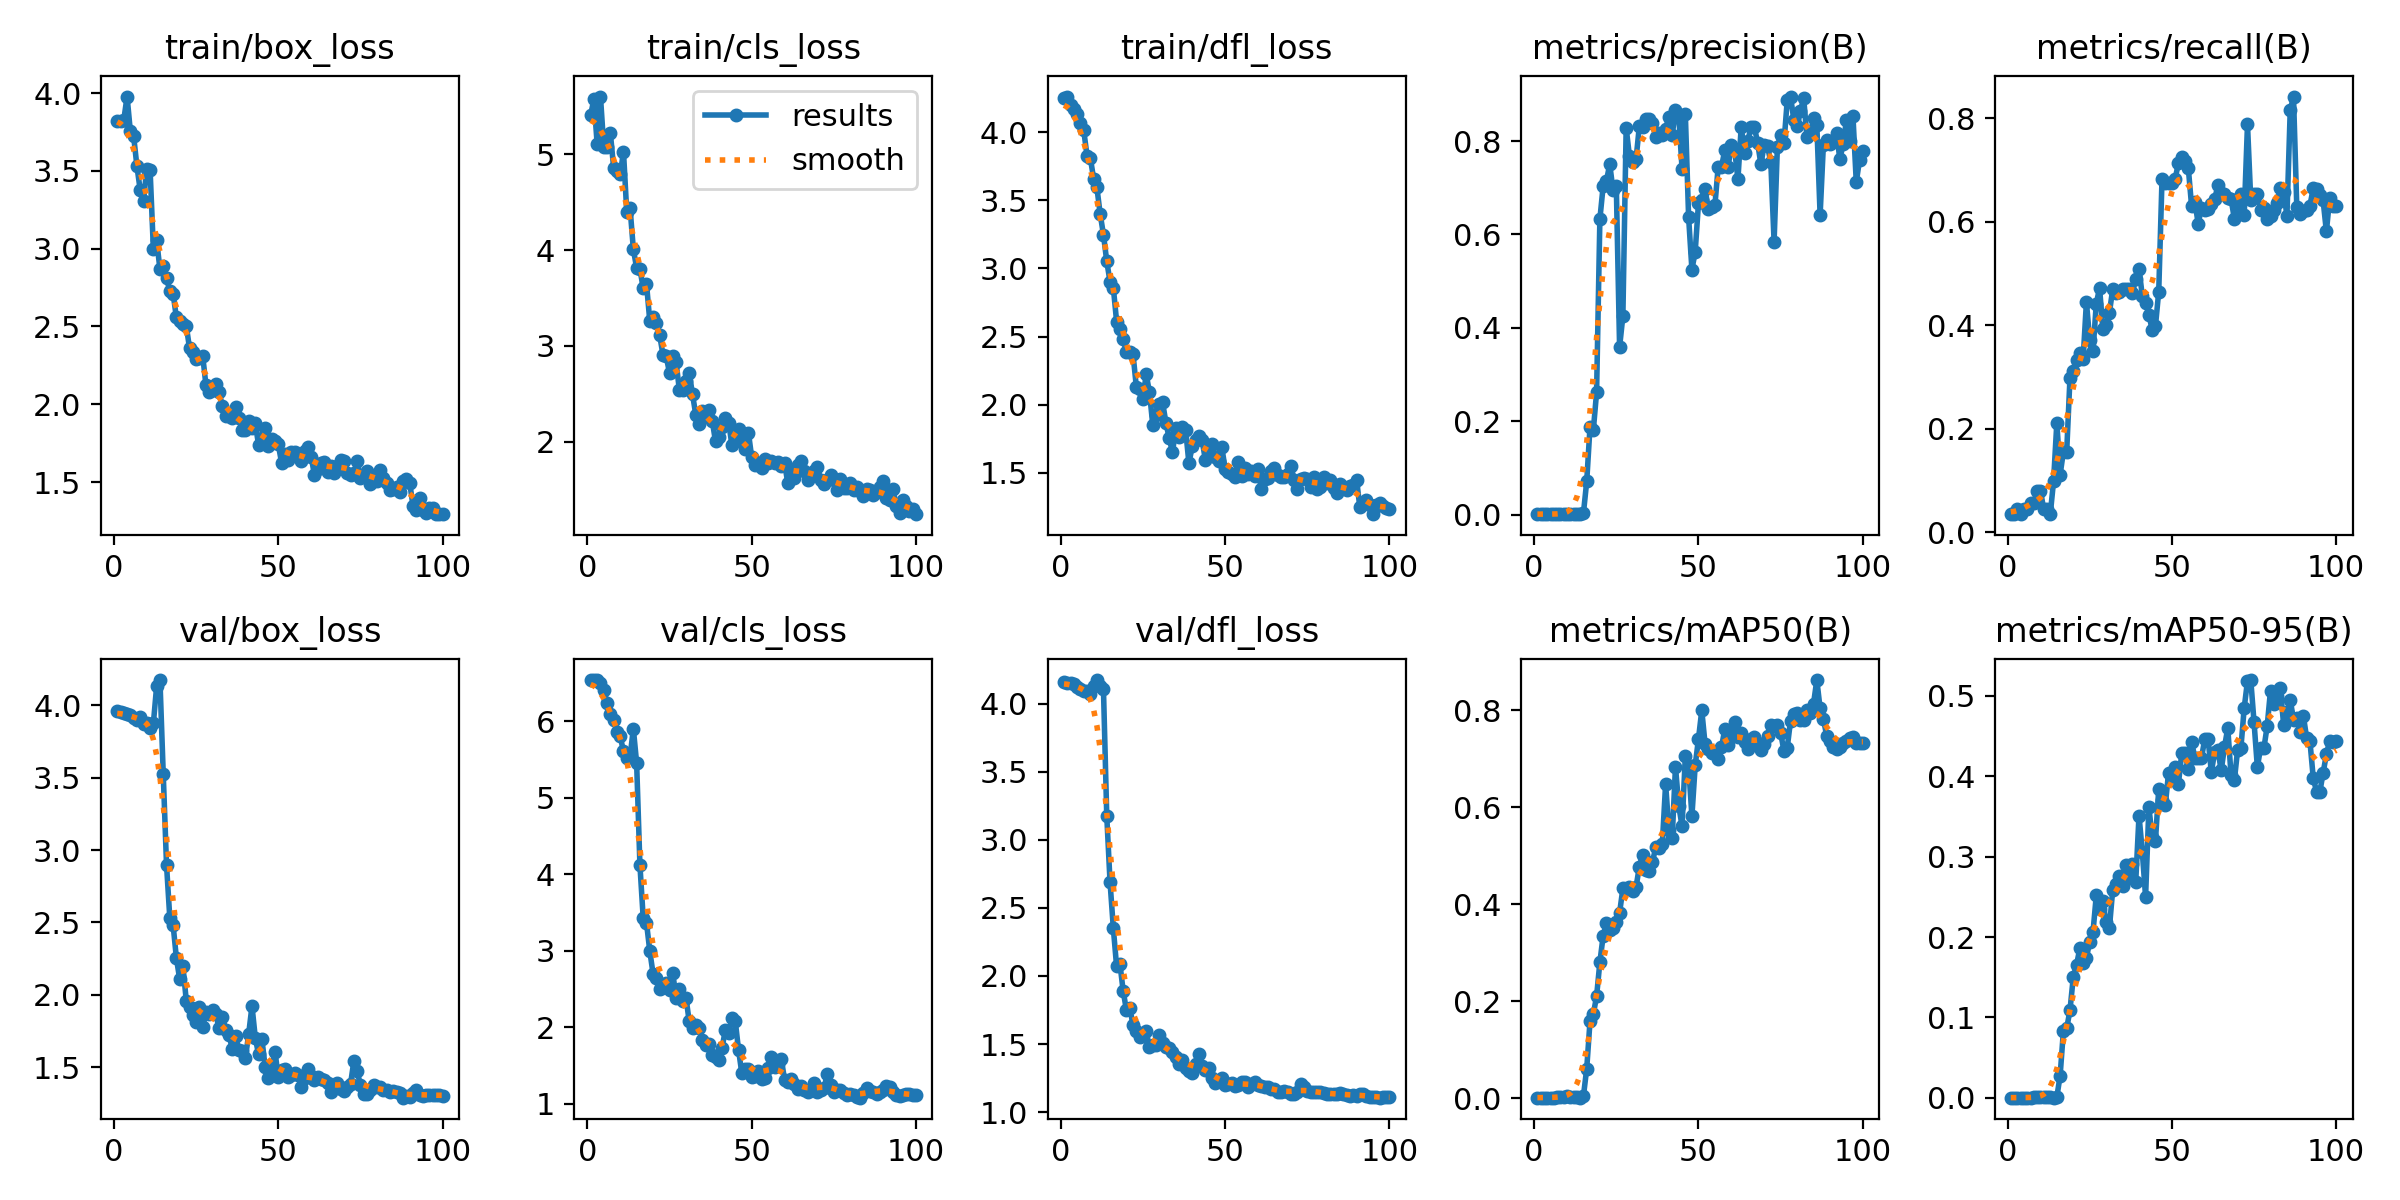 train/box_loss
train/cls_loss
train/dfl_loss
metrics/precision(B)
metrics/recall(B)
4.0
3.5
3.0
2.5
2.0
1.5
0 50 100
results
smooth
5
4
3
2
0 50 100
4.0
3.5
3.0
2.5
2.0
1.5
0 50 100
0.8
0.6
0.4
0.2
0.0
0 50 100
0.8
0.6
0.4
0.2
0.0
0 50 100
val/box_loss
val/cls_loss
val/dfl_loss
metrics/mAP50(B)
metrics/mAP50-95(B)
4.0
3.5
3.0
2.5
2.0
1.5
0 50 100
6
5
4
3
2
1
0 50 100
4.0
3.5
3.0
2.5
2.0
1.5
1.0
0 50 100
0.8
0.6
0.4
0.2
0.0
0 50 100
0.5
0.4
0.3
0.2
0.1
0.0
0 50 100